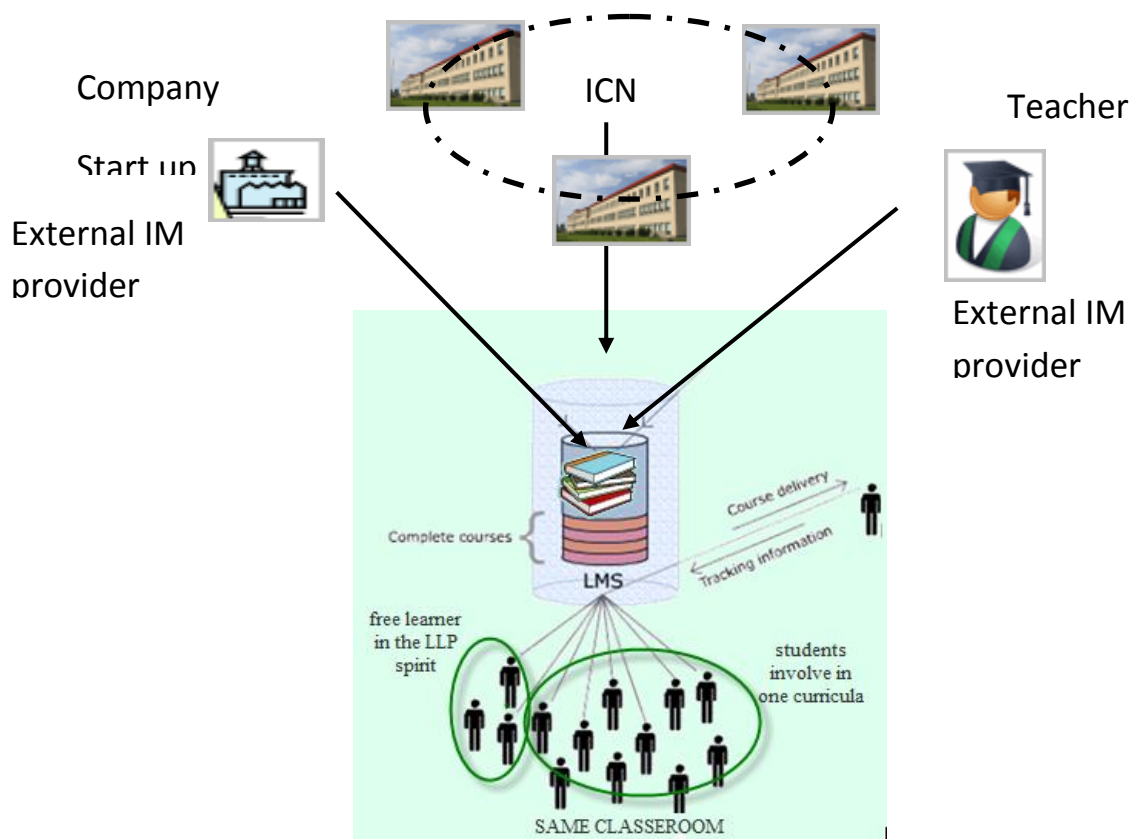 Company
ICN
Teacher
Start up
External IM
provider
External IM
provider
Course delivery
Tracking information
Complete courses
LMS
free learner
in the LLP
spirit
students
involve in
one curricula
SAME CLASSEROOM